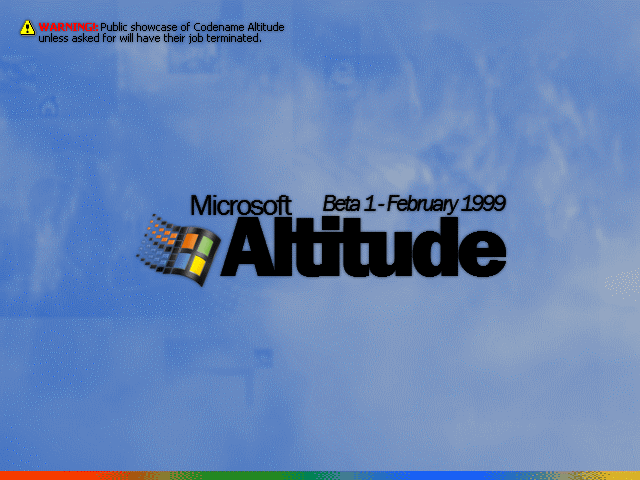 WARNING!: Public showcase of Codename Altitude
unless asked for will have their job terminated.
Microsoft
Beta 1 - February 1999
Altitude